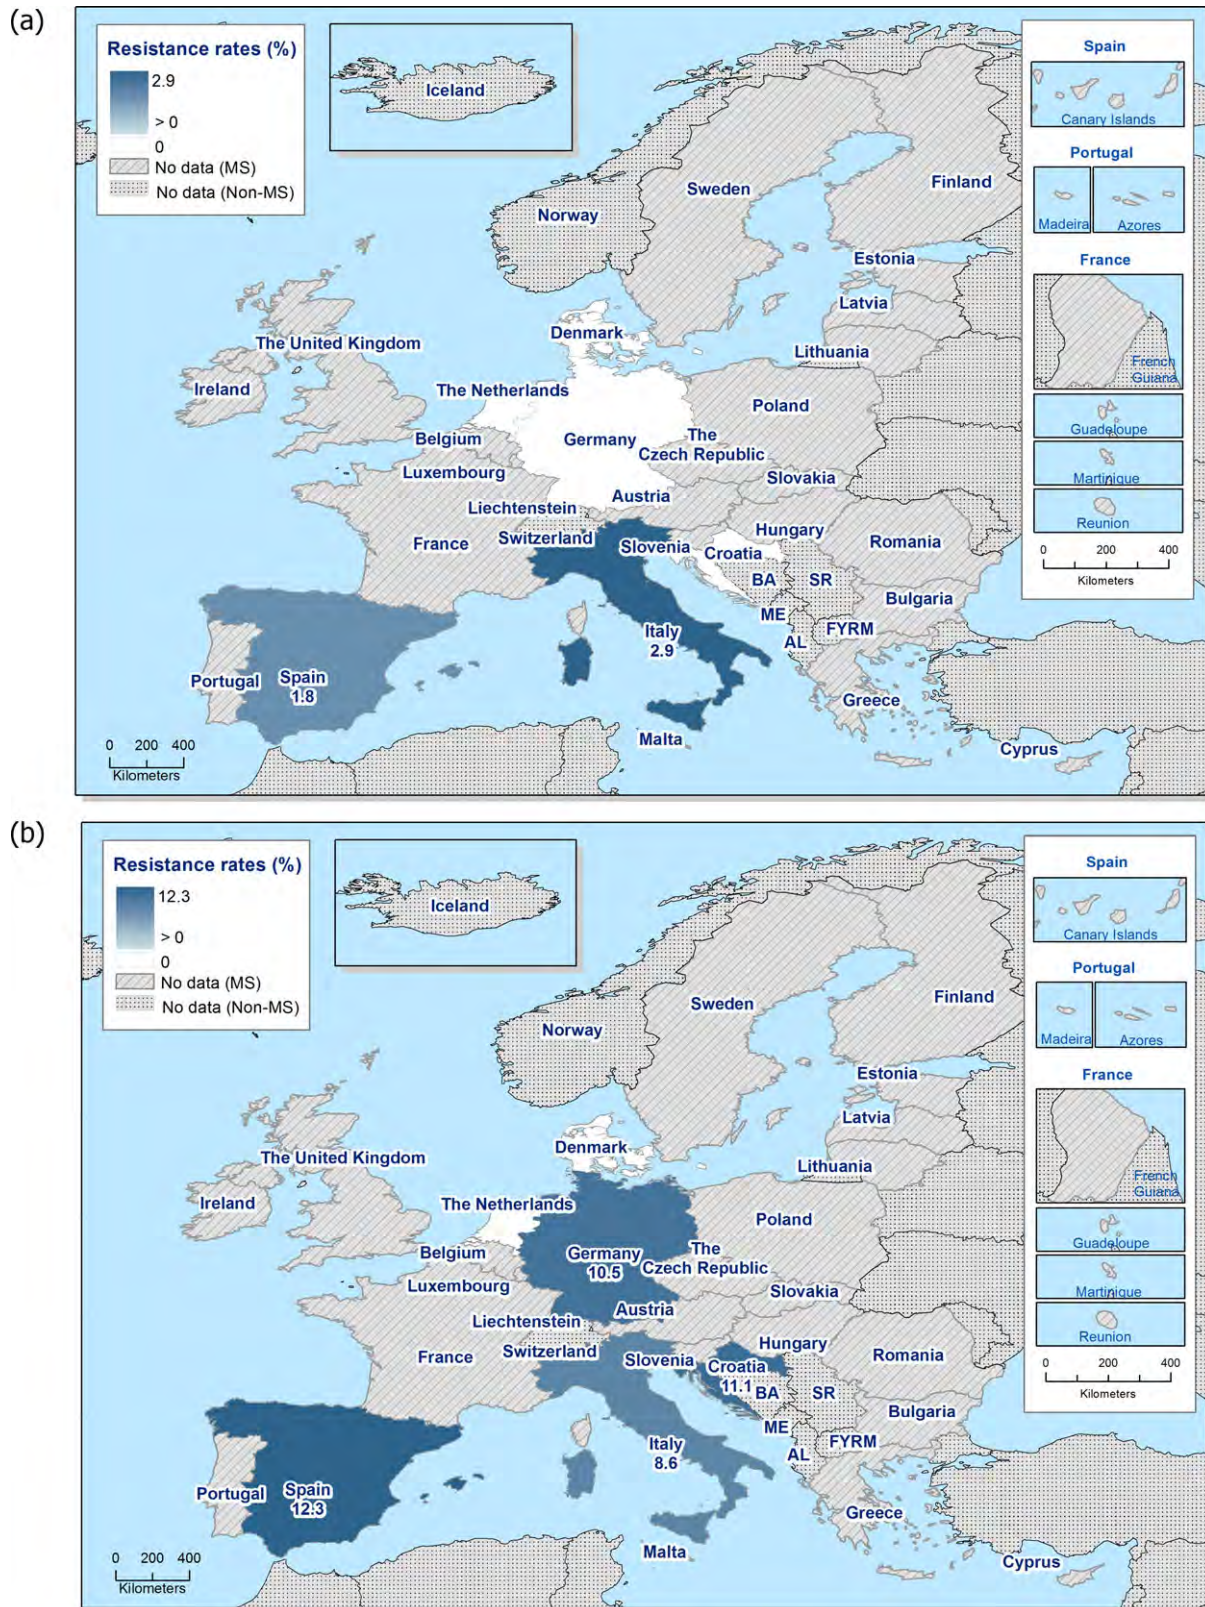 (a)
Resistance rates (%)
2.9
> 0
0
No data (MS)
No data (Non-MS)
Iceland
Norway
Sweden
Finland
Estonia
Latvia
Lithuania
Denmark
The United Kingdom
Ireland
The Netherlands
Poland
Belgium
Germany
The
Czech Republic
Luxembourg
Slovakia
Austria
Liechtenstein
Switzerland
Hungary
France
Slovenia
Croatia
Romania
BA
SR
Bulgaria
ME
FYRM
AL
Italy
2.9
Portugal
Spain
1.8
Greece
Malta
Cyprus
0 200 400
Kilometers
Spain
Canary Islands
Portugal
Madeira
Azores
France
French
Guiana
Guadeloupe
Martinique
Reunion
0 200 400
Kilometers
(b)
Resistance rates (%)
12.3
> 0
0
No data (MS)
No data (Non-MS)
Iceland
Norway
Sweden
Finland
Estonia
Latvia
Lithuania
Denmark
The United Kingdom
Ireland
The Netherlands
Poland
Belgium
Germany
10.5
The
Czech Republic
Luxembourg
Slovakia
Austria
Liechtenstein
Switzerland
Hungary
France
Slovenia
Croatia
11.1
Romania
BA
SR
Bulgaria
ME
FYRM
AL
Italy
8.6
Portugal
Spain
12.3
Greece
Malta
Cyprus
0 200 400
Kilometers
Spain
Canary Islands
Portugal
Madeira
Azores
France
French
Guiana
Guadeloupe
Martinique
Reunion
0 200 400
Kilometers